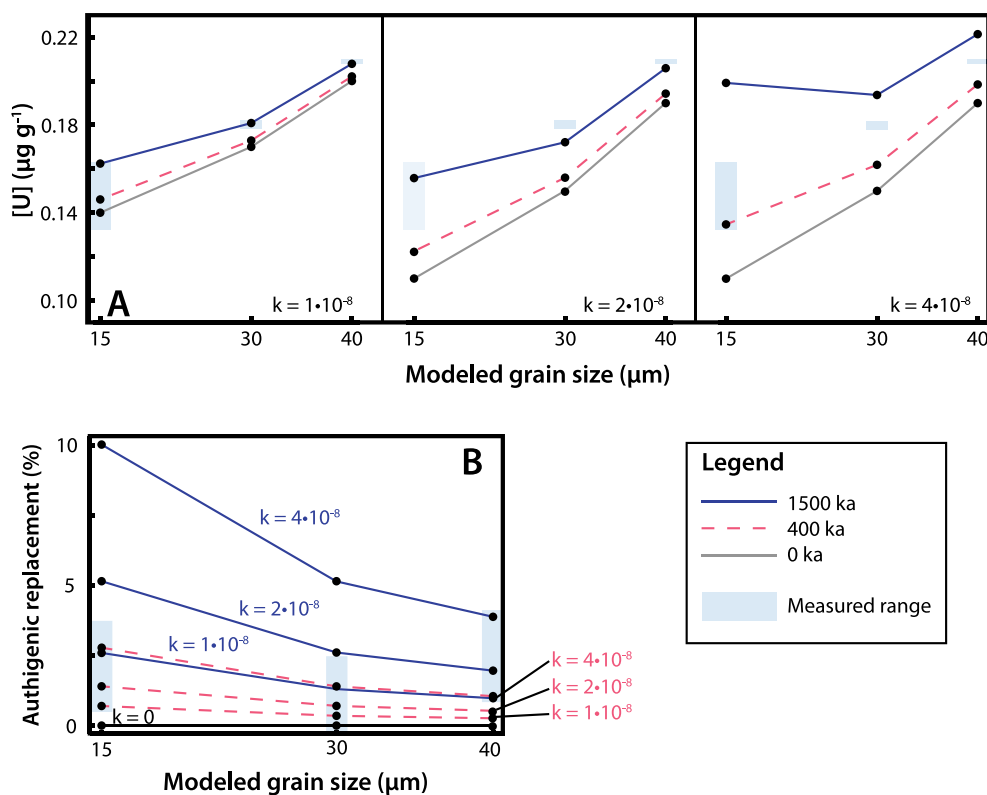 [U] (µg g⁻¹)
0.22
0.18
0.14
0.10
A
k = 1•10⁻⁸
k = 2•10⁻⁸
k = 4•10⁻⁸
15
30
40
15
30
40
15
30
40
Modeled grain size (µm)
Authigenic replacement (%)
10
5
0
B
k = 4•10⁻⁸
k = 2•10⁻⁸
k = 1•10⁻⁸
k = 0
k = 4•10⁻⁸
k = 2•10⁻⁸
k = 1•10⁻⁸
15
30
40
Modeled grain size (µm)
Legend
1500 ka
400 ka
0 ka
Measured range